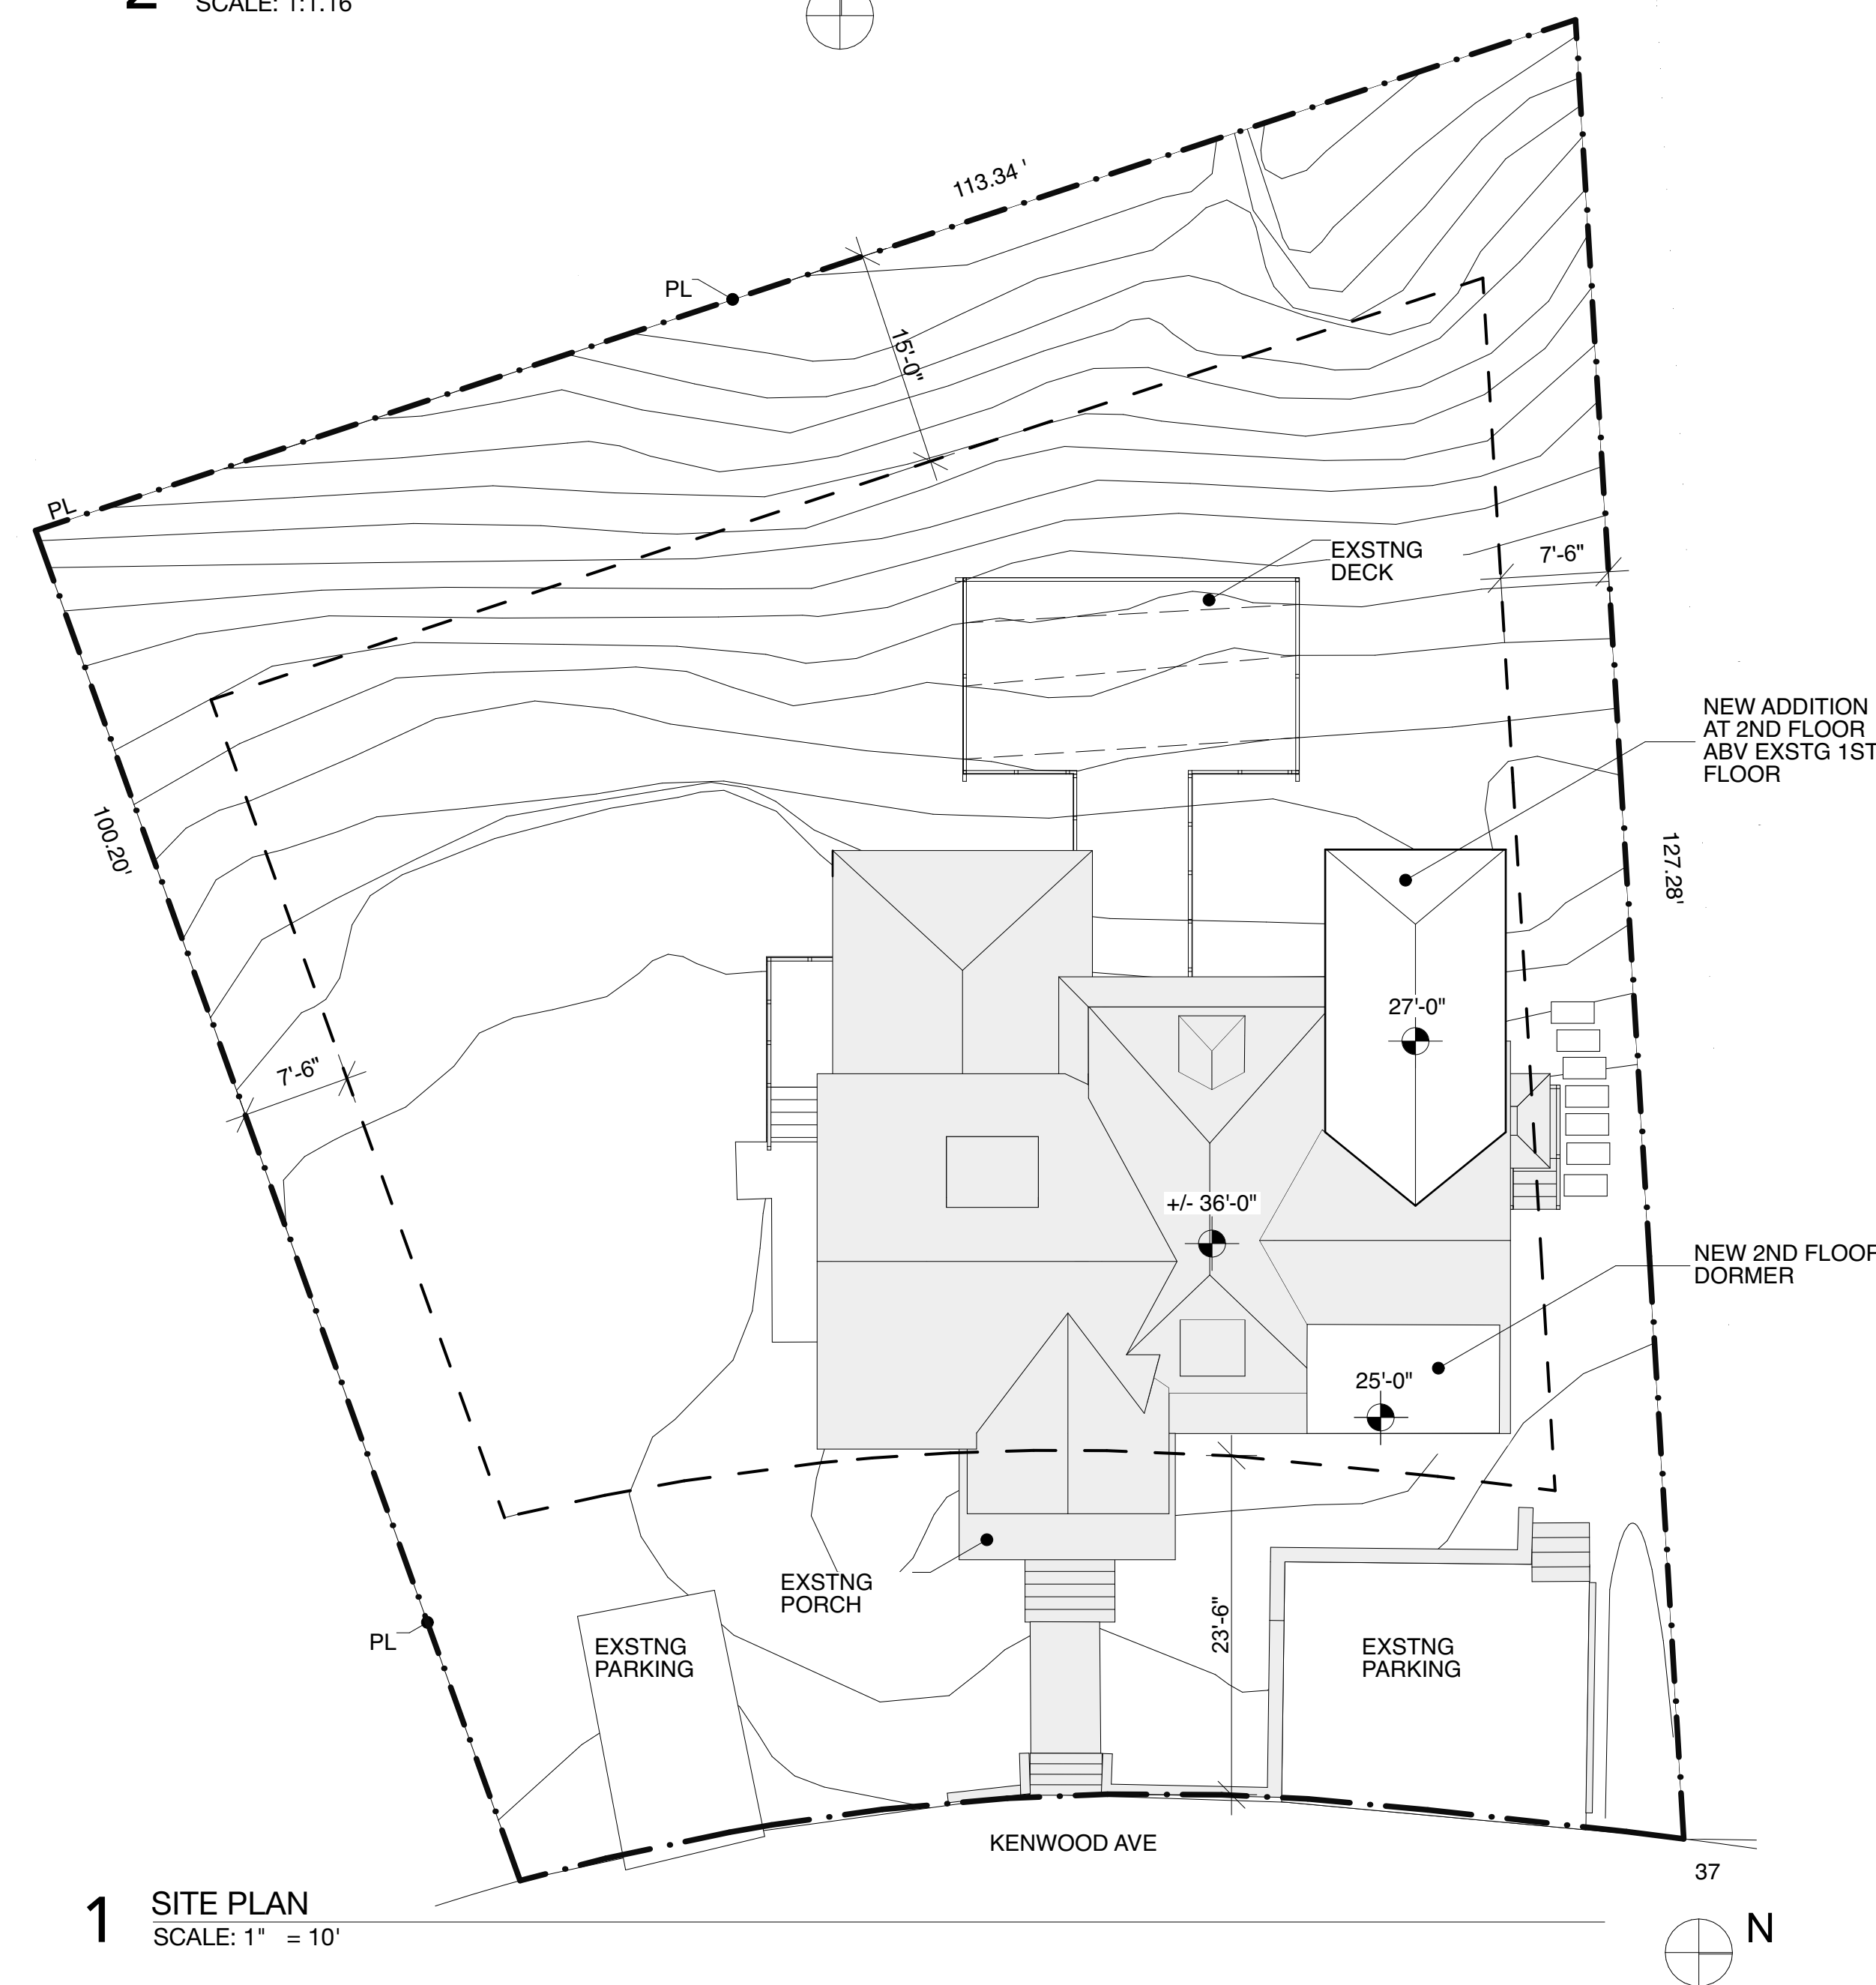 2
SCALE: 1:1.16
113.34 '
PL
15'-0"
PL
EXSTNG
DECK
7'-6"
NEW ADDITION
AT 2ND FLOOR
ABV EXSTG 1ST
FLOOR
100.20'
127.28'
27'-0"
7'-6"
+/- 36'-0"
NEW 2ND FLOOR
DORMER
25'-0"
EXSTNG
PORCH
23'-6"
PL
EXSTNG
PARKING
EXSTNG
PARKING
KENWOOD AVE
37
1
SITE PLAN
SCALE: 1" = 10'
N